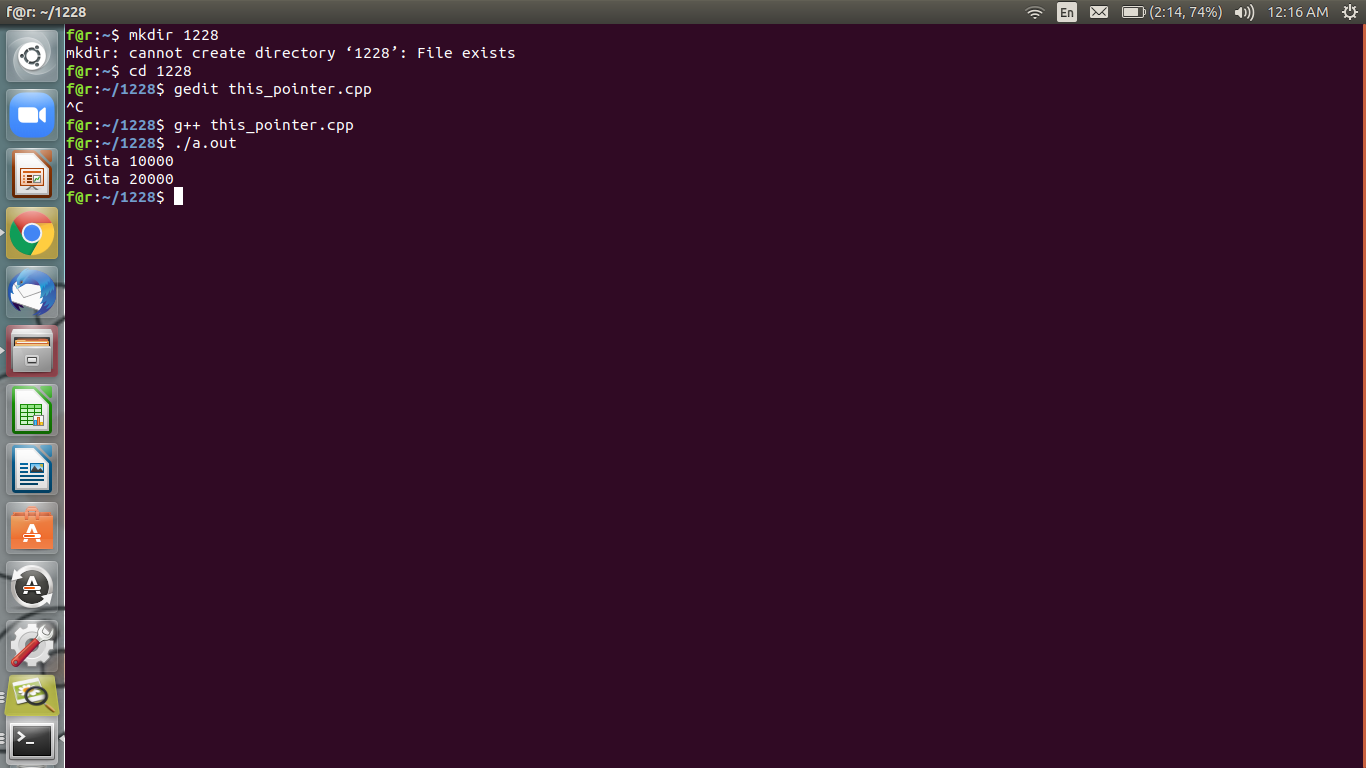 f@r: ~/1228
En
(2:14, 74%)
12:16 AM
f@r:~$ mkdir 1228
mkdir: cannot create directory ‘1228’: File exists
f@r:~$ cd 1228
f@r:~/1228$ gedit this_pointer.cpp
^C
f@r:~/1228$ g++ this_pointer.cpp
f@r:~/1228$ ./a.out
1 Sita 10000
2 Gita 20000
f@r:~/1228$